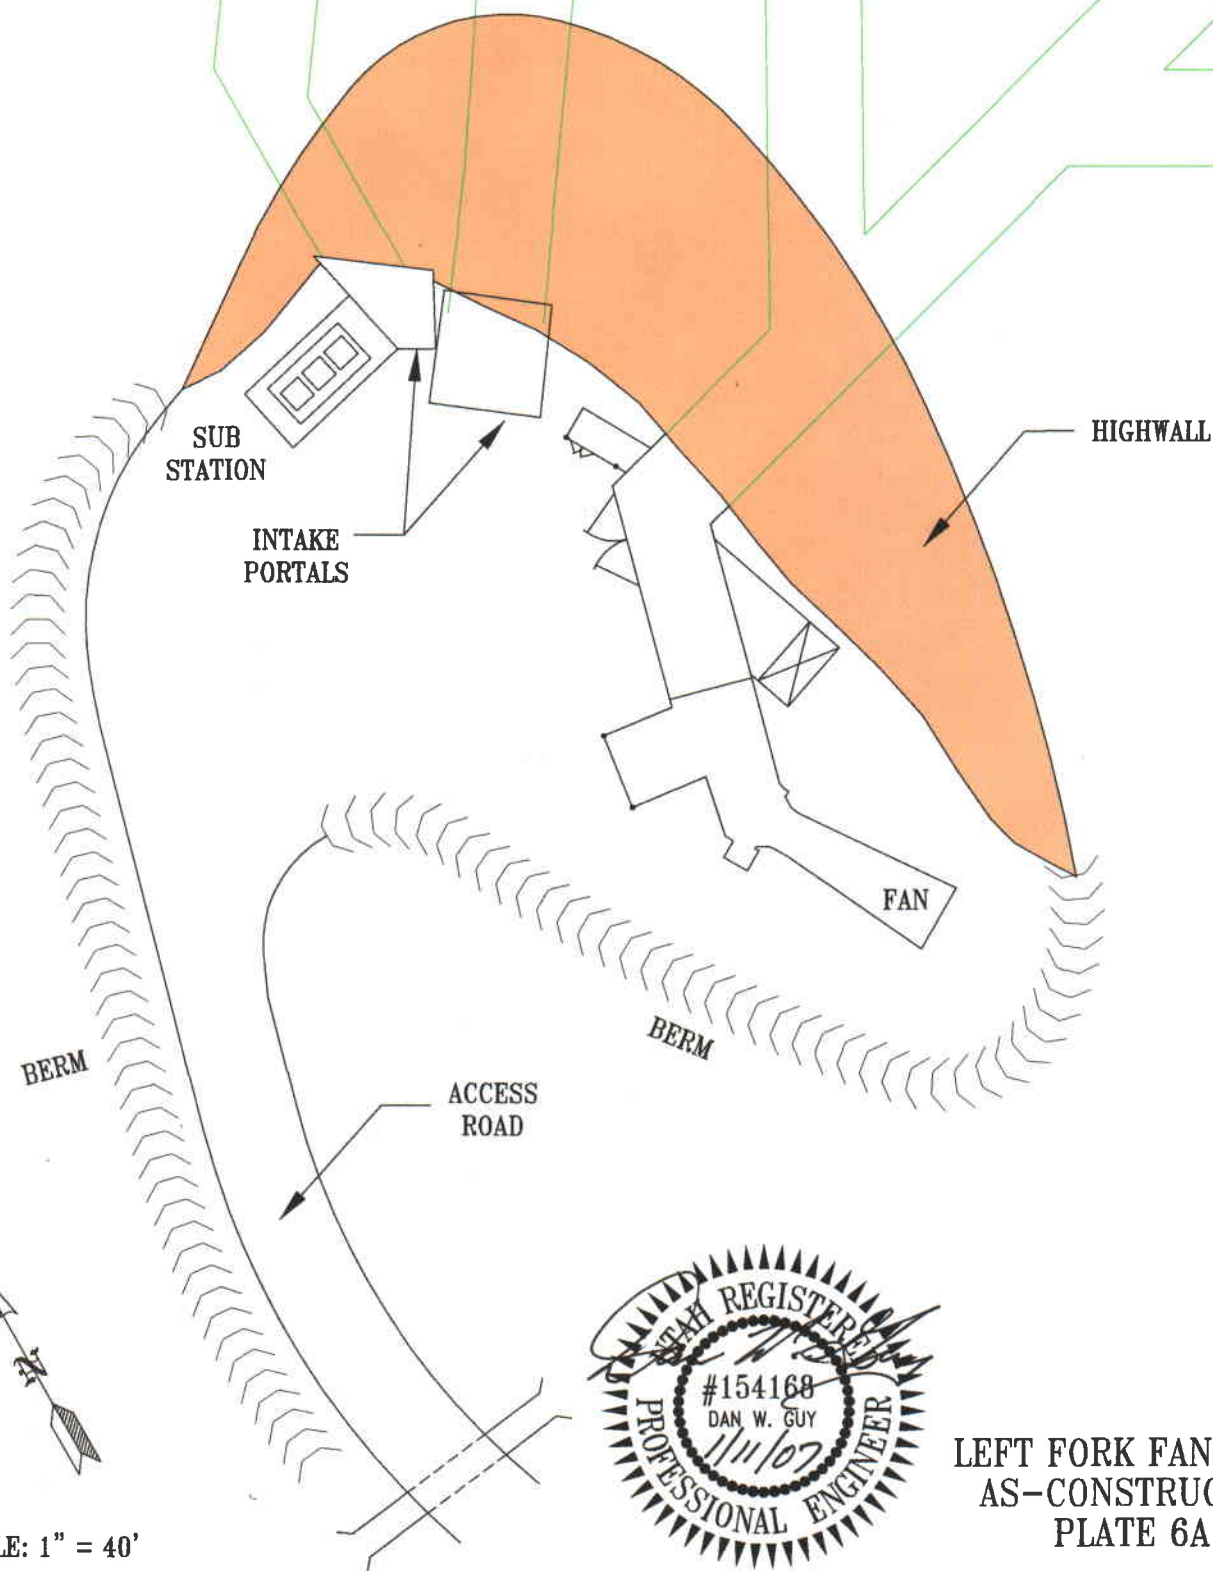 HIGHWALL
SUB
STATION
INTAKE
PORTALS
FAN
BERM
BERM
ACCESS
ROAD
N
UTAH REGISTERED
#154168
DAN W. GUY
1/11/07
PROFESSIONAL ENGINEER
LEFT FORK FAN
AS-CONSTRUC
PLATE 6A
LE: 1" = 40'